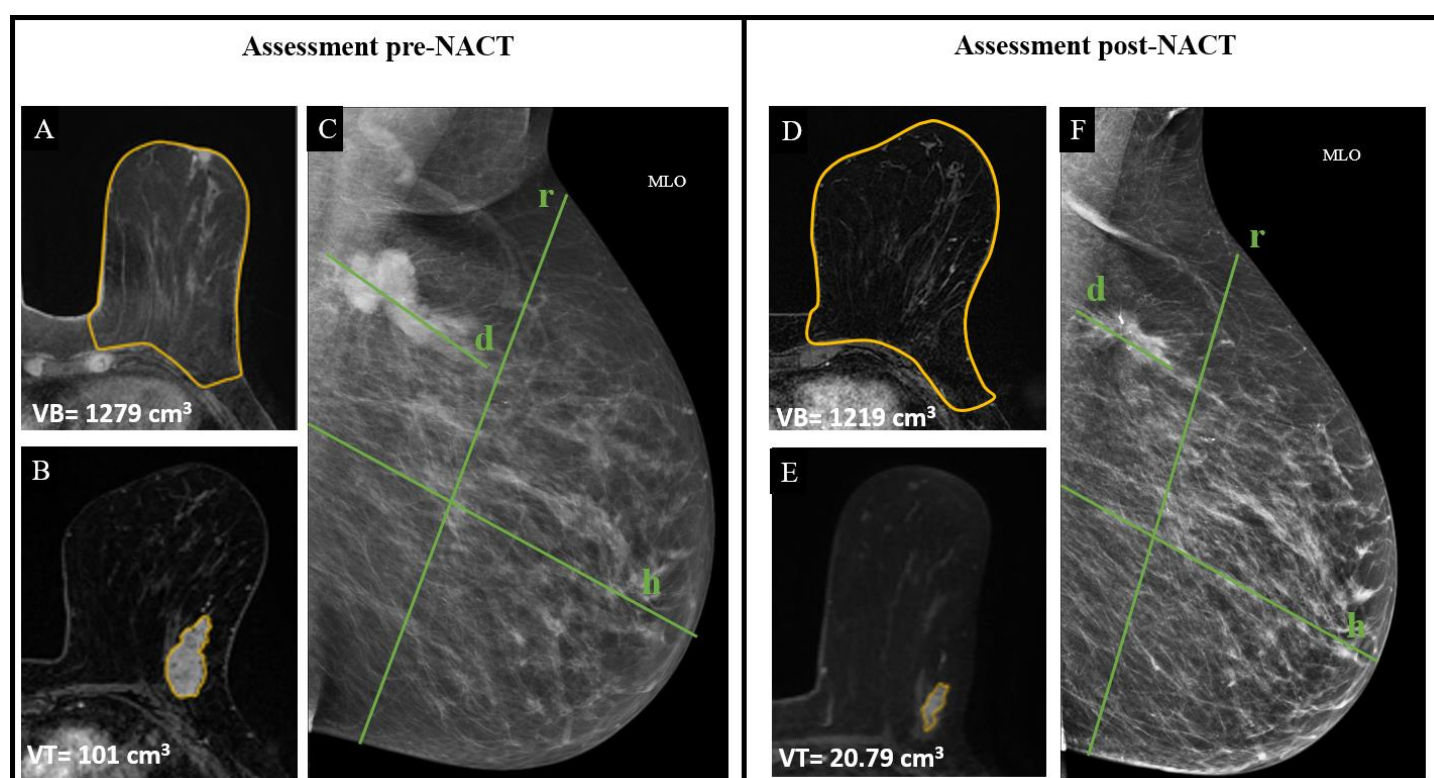 Assessment pre-NACT
A
VB= 1279 cm³
B
VT= 101 cm³
C
MLO
r
d
h
Assessment post-NACT
D
VB= 1219 cm³
E
VT= 20.79 cm³
F
MLO
r
d
h